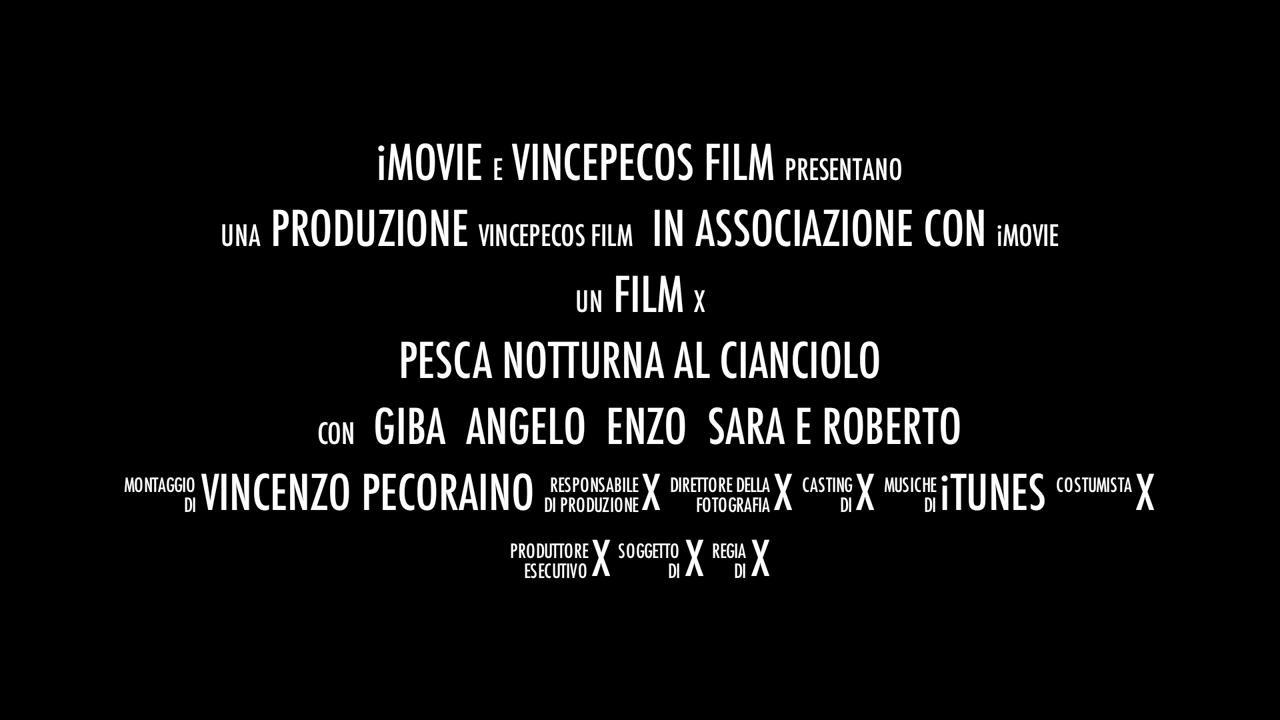 iMOVIE E VINCEPECOS FILM PRESENTANO
UNA PRODUZIONE VINCEPECOS FILM IN ASSOCIAZIONE CON iMOVIE
UN FILM X
PESCA NOTTURNA AL CIANCIOLO
CON GIBA ANGELO ENZO SARA E ROBERTO
MONTAGGIO DI VINCENZO PECORAINO RESPONSABILE DI PRODUZIONE X DIRETTORE DELLA FOTOGRAFIA X CASTING DI X MUSICHE DI iTUNES COSTUMISTA X
PRODUTTORE ESECUTIVO X SOGGETTO DI X REGIA DI X